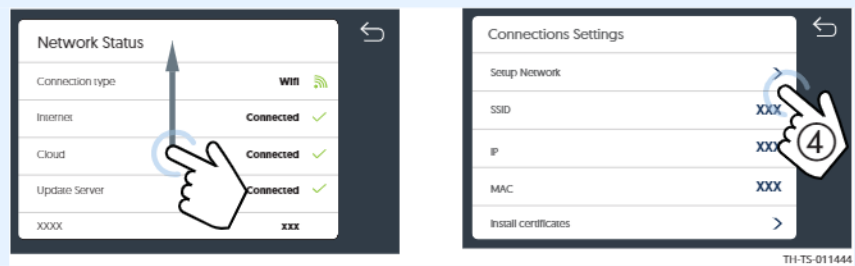 Network Status
Connection type Wifi
Internet Connected
Cloud Connected
Update Server Connected
XXXX xxx
Connections Settings
Setup Network >
SSID XXX
IP XXX
MAC XXX
Install certificates >
4
TH-TS-011444